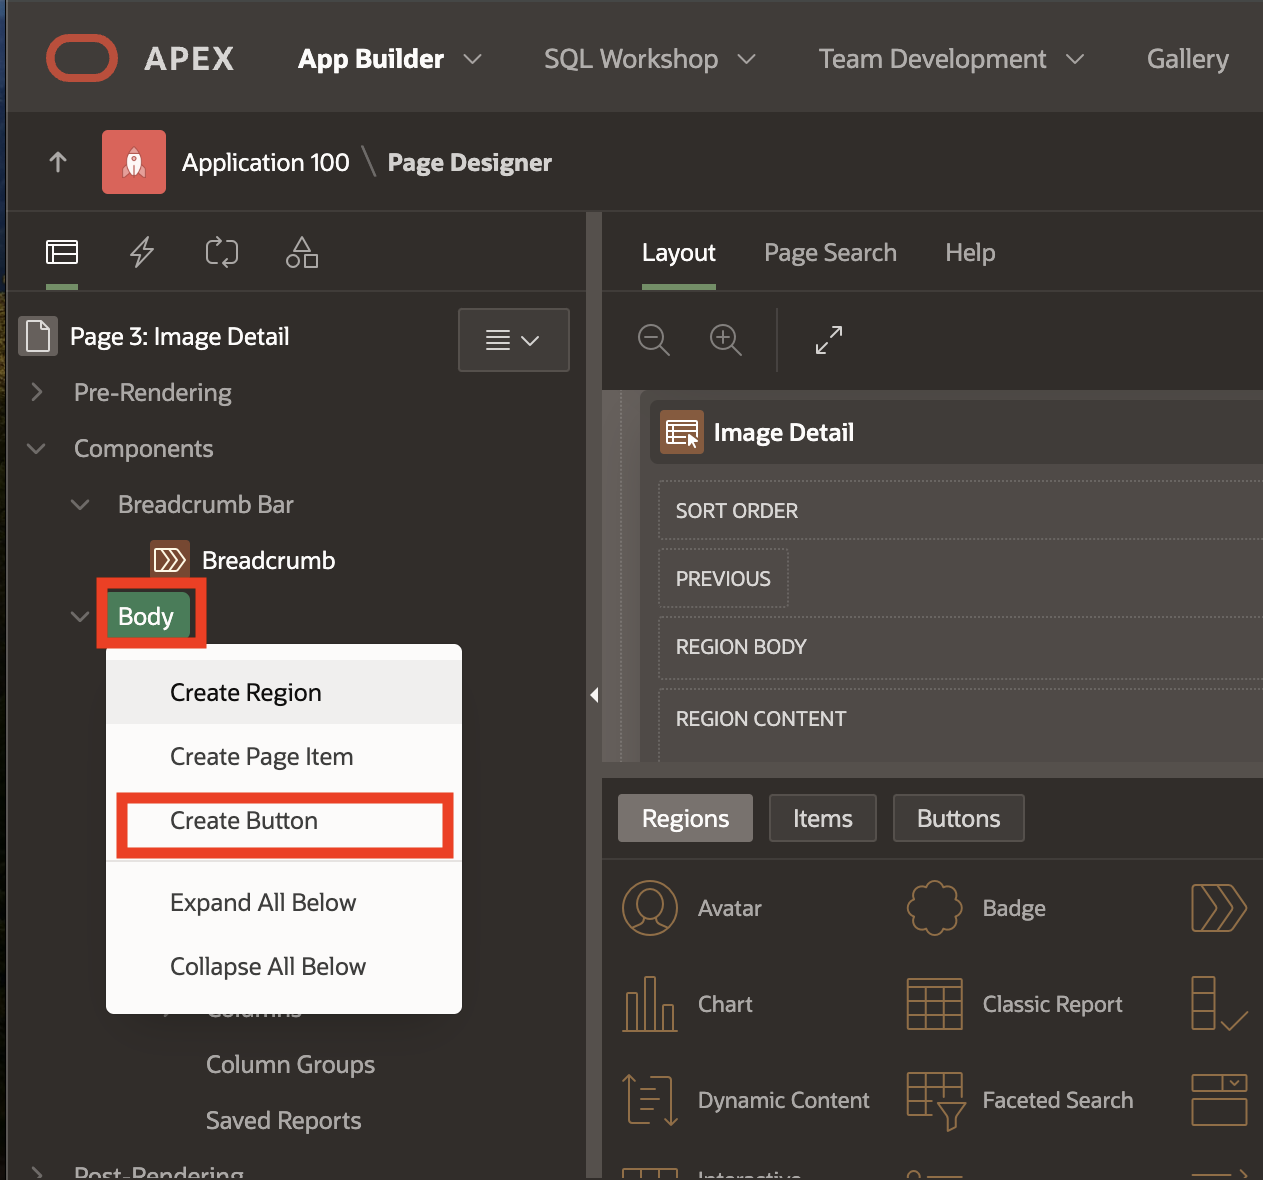 APEX App Builder SQL Workshop Team Development Gallery
Application 100 \ Page Designer
Layout Page Search Help
Page 3: Image Detail
Pre-Rendering
Components
Breadcrumb Bar
Breadcrumb
Body
Create Region
Create Page Item
Create Button
Expand All Below
Collapse All Below
Columns
Column Groups
Saved Reports
Post-Rendering
Image Detail
SORT ORDER
PREVIOUS
REGION BODY
REGION CONTENT
Regions Items Buttons
Avatar Badge
Chart Classic Report
Dynamic Content Faceted Search
Interactive